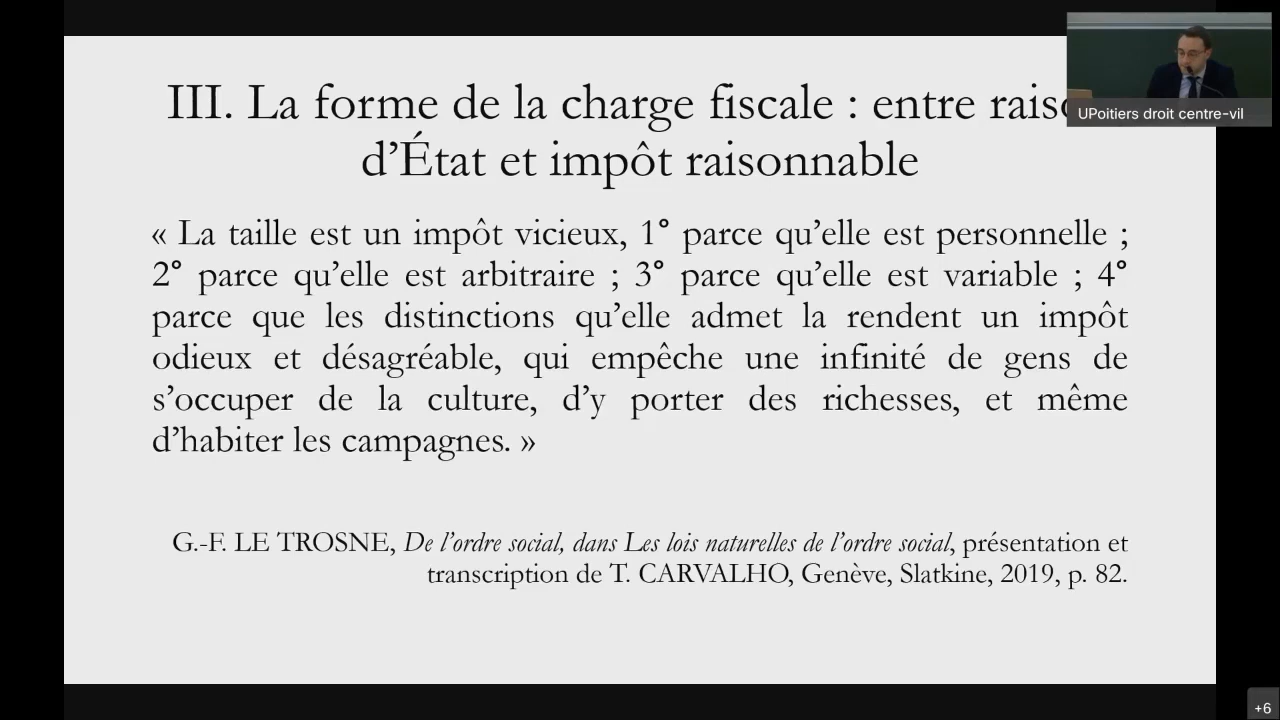 III. La forme de la charge fiscale : entre
d’État et impôt raisonnable
« La taille est un impôt vicieux, 1° parce qu’elle est personnelle ;
2° parce qu’elle est arbitraire ; 3° parce qu’elle est variable ; 4°
parce que les distinctions qu’elle admet la rendent un impôt
odieux et désagréable, qui empêche une infinité de gens de
s’occuper de la culture, d’y porter des richesses, et même
d’habiter les campagnes. »
G.-F. LE TROSNE, De l’ordre social, dans Les lois naturelles de l’ordre social, présentation et
transcription de T. CARVALHO, Genève, Slatkine, 2019, p. 82.
UPoitiers droit centre-vil
+6